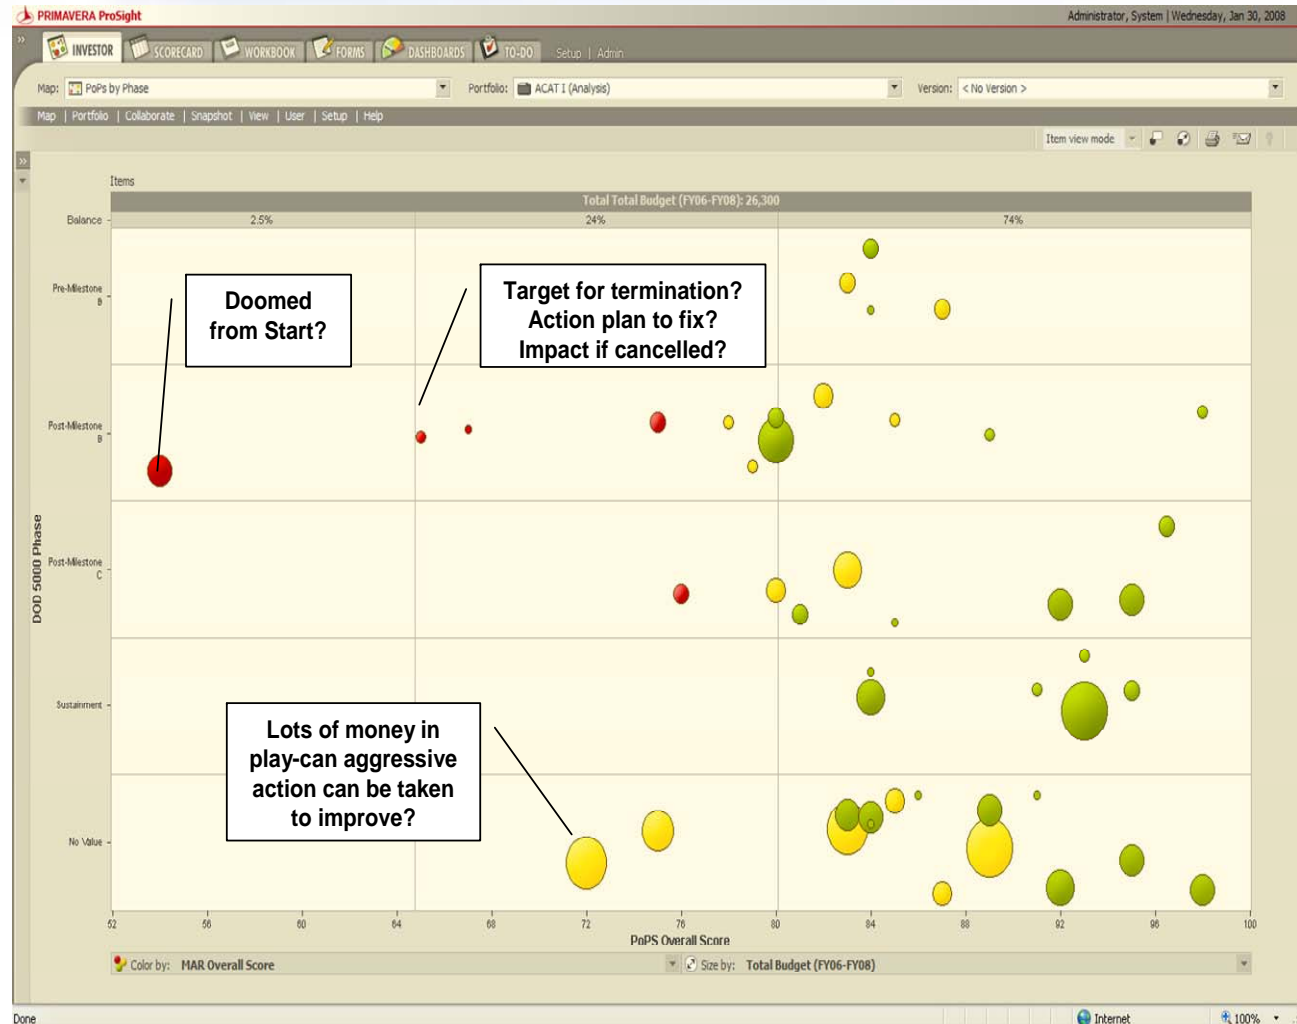 PRIMAVERA ProSight
Administrator, System | Wednesday, Jan 30, 2008
INVESTOR SCORECARD WORKBOOK FORMS DASHBOARDS TO-DO Setup | Admin
Map: PoPs by Phase Portfolio: ACAT I (Analysis) Version: < No Version >
Map | Portfolio | Collaborate | Snapshot | View | User | Setup | Help
Item view mode
Items
Total Total Budget (FY06-FY08): 26,300
Balance 2.5% 24% 74%
Pre-Milestone
B
Doomed
from Start?
Target for termination?
Action plan to fix?
Impact if cancelled?
Post-Milestone
B
DOD 5000 Phase
Post-Milestone
C
Sustainment
Lots of money in
play-can aggressive
action can be taken
to improve?
No Value
52 56 60 64 68 72 76 80 84 88 92 96 100
PoPS Overall Score
Color by: MAR Overall Score Size by: Total Budget (FY06-FY08)
Done Internet 100%